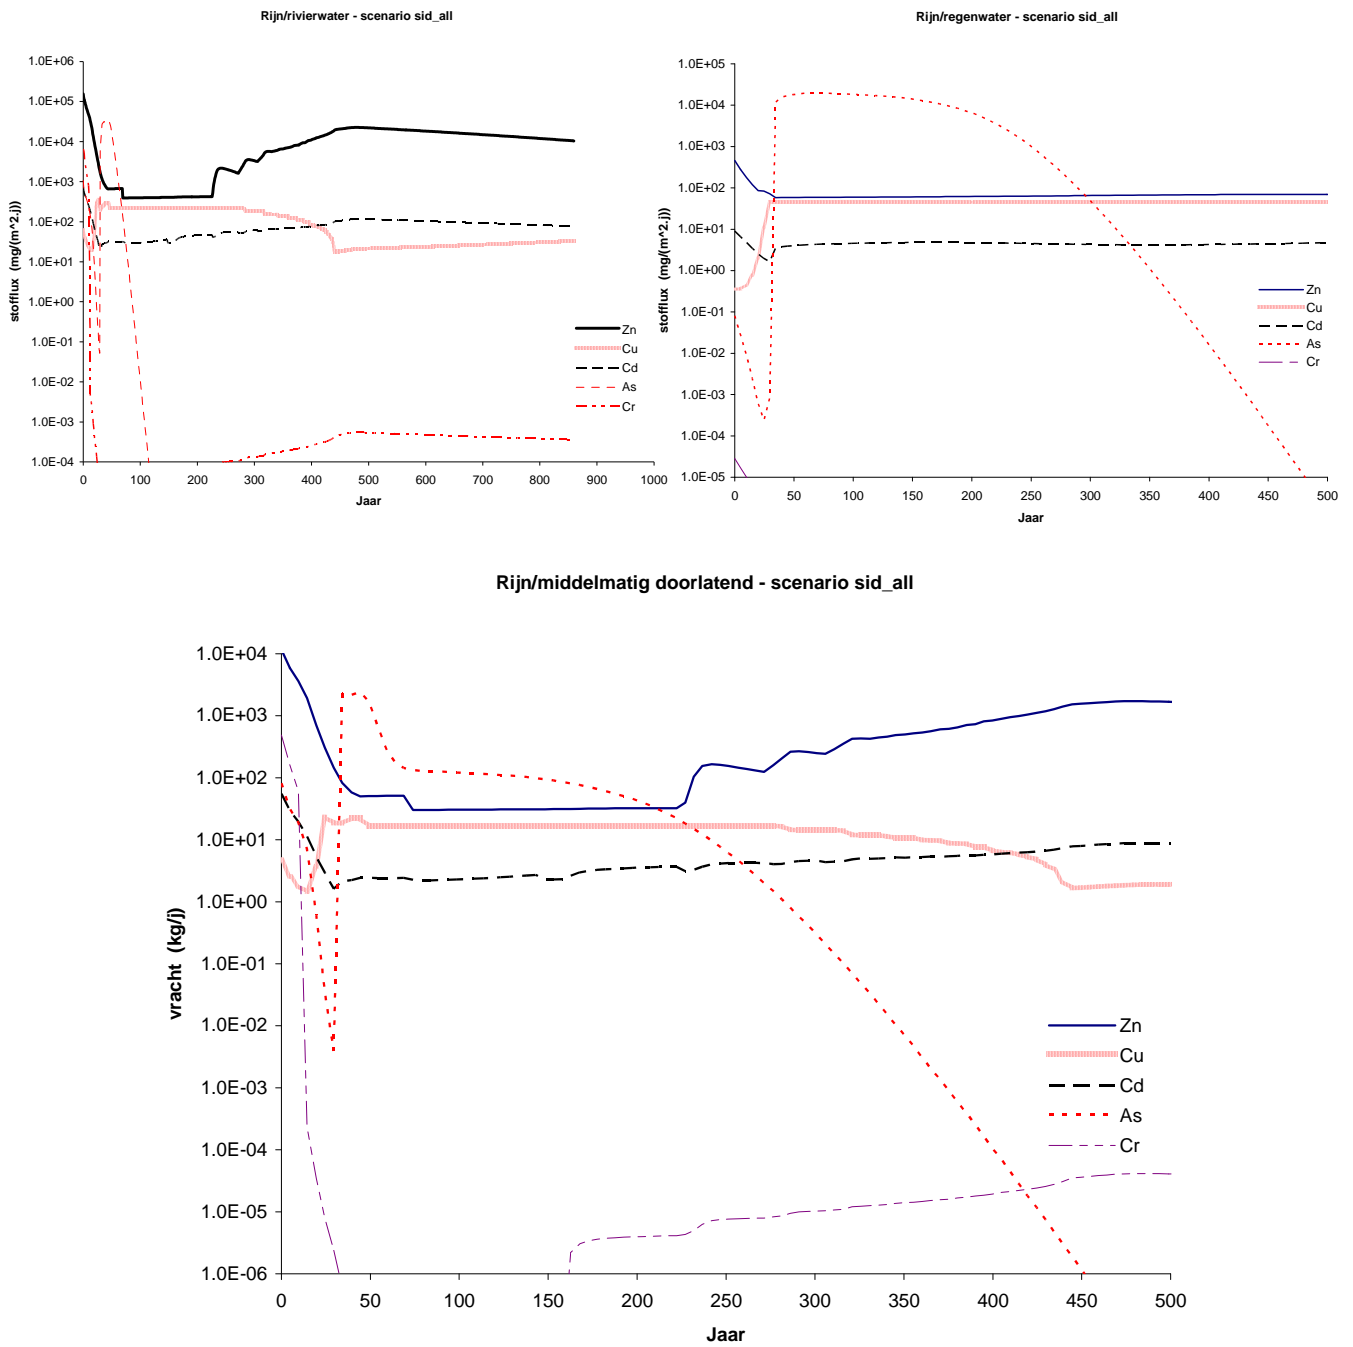 Rijn/rivierwater - scenario sid_all
1.0E+06
1.0E+05
1.0E+04
1.0E+03
1.0E+02
1.0E+01
1.0E+00
1.0E-01
1.0E-02
1.0E-03
1.0E-04
stofflux (mg/(m^2.j))
0 100 200 300 400 500 600 700 800 900 1000
Jaar
Zn
Cu
Cd
As
Cr
Rijn/regenwater - scenario sid_all
1.0E+05
1.0E+04
1.0E+03
1.0E+02
1.0E+01
1.0E+00
1.0E-01
1.0E-02
1.0E-03
1.0E-04
1.0E-05
stofflux (mg/(m^2.j))
0 50 100 150 200 250 300 350 400 450 500
Jaar
Zn
Cu
Cd
As
Cr
Rijn/middelmatig doorlatend - scenario sid_all
1.0E+04
1.0E+03
1.0E+02
1.0E+01
1.0E+00
1.0E-01
1.0E-02
1.0E-03
1.0E-04
1.0E-05
1.0E-06
vracht (kg/j)
0 50 100 150 200 250 300 350 400 450 500
Jaar
Zn
Cu
Cd
As
Cr